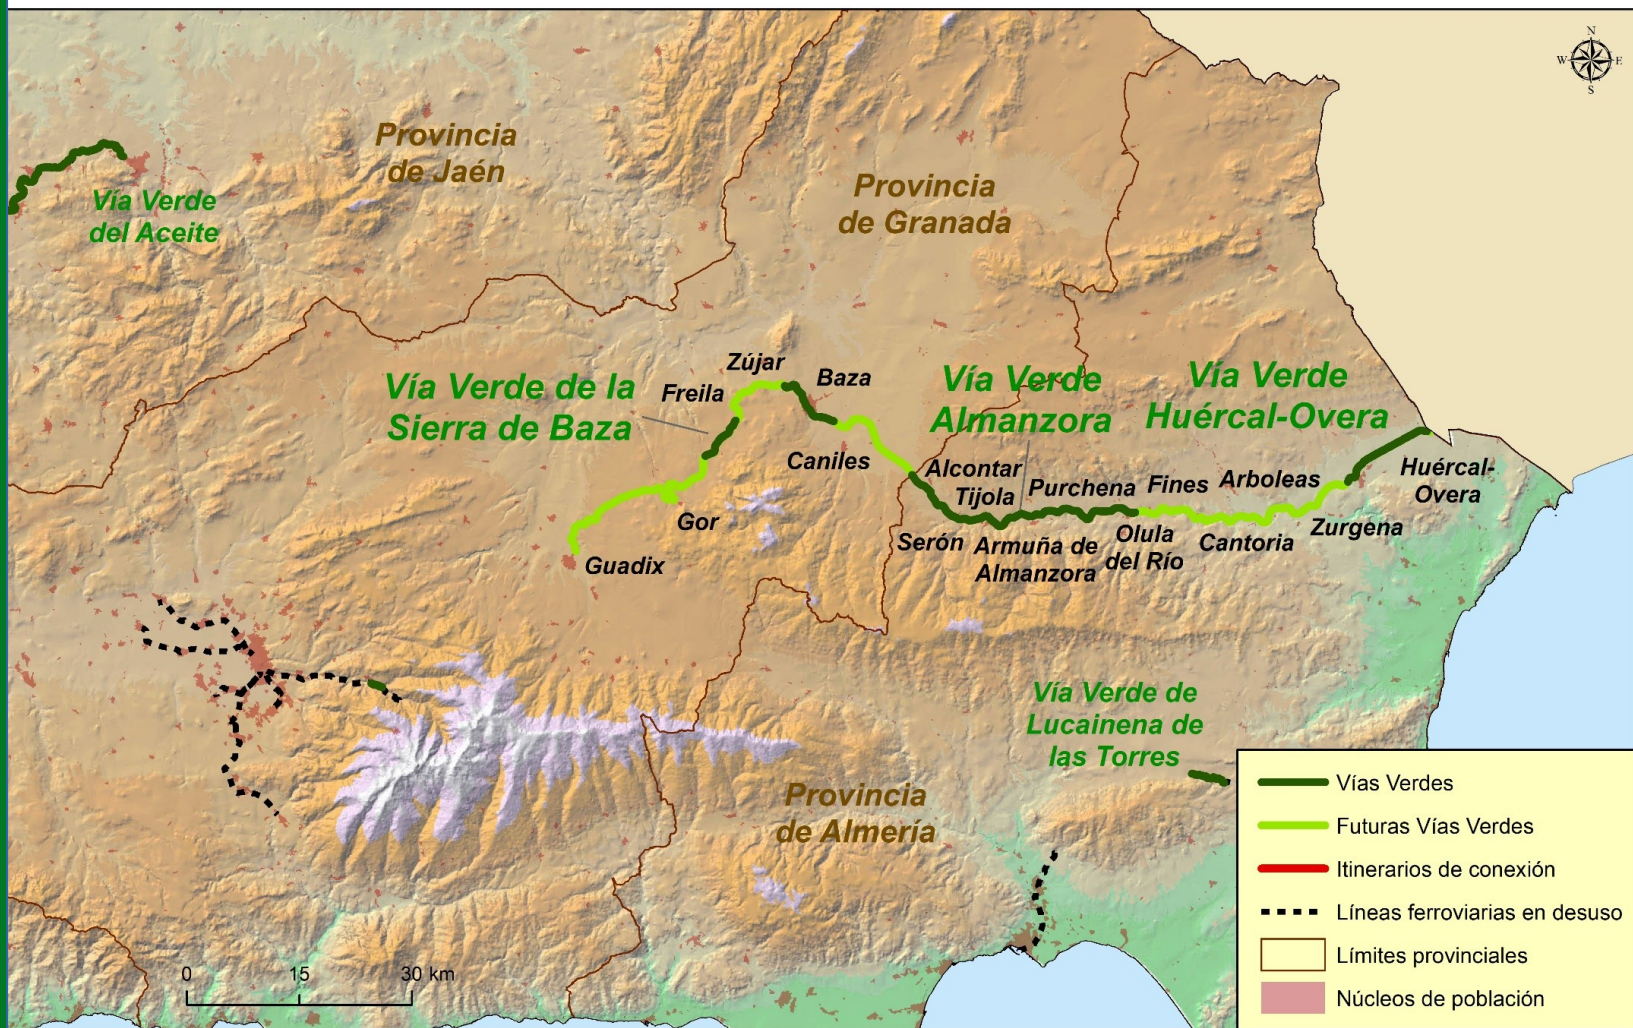 N
W E
S
Provincia
de Jaén
Provincia
de Granada
Vía Verde
del Aceite
Zújar
Baza
Freila
Vía Verde de la
Sierra de Baza
Vía Verde
Almanzora
Vía Verde
Huércal-Overa
Caniles
Alcontar
Tijola
Purchena
Fines
Arboleas
Huércal-
Overa
Gor
Guadix
Serón
Armuña de
Almanzora
Olula
del Río
Cantoria
Zurgena
Vía Verde de
Lucainena de
las Torres
Provincia
de Almería
0 15 30 km
Vías Verdes
Futuras Vías Verdes
Itinerarios de conexión
Líneas ferroviarias en desuso
Límites provinciales
Núcleos de población